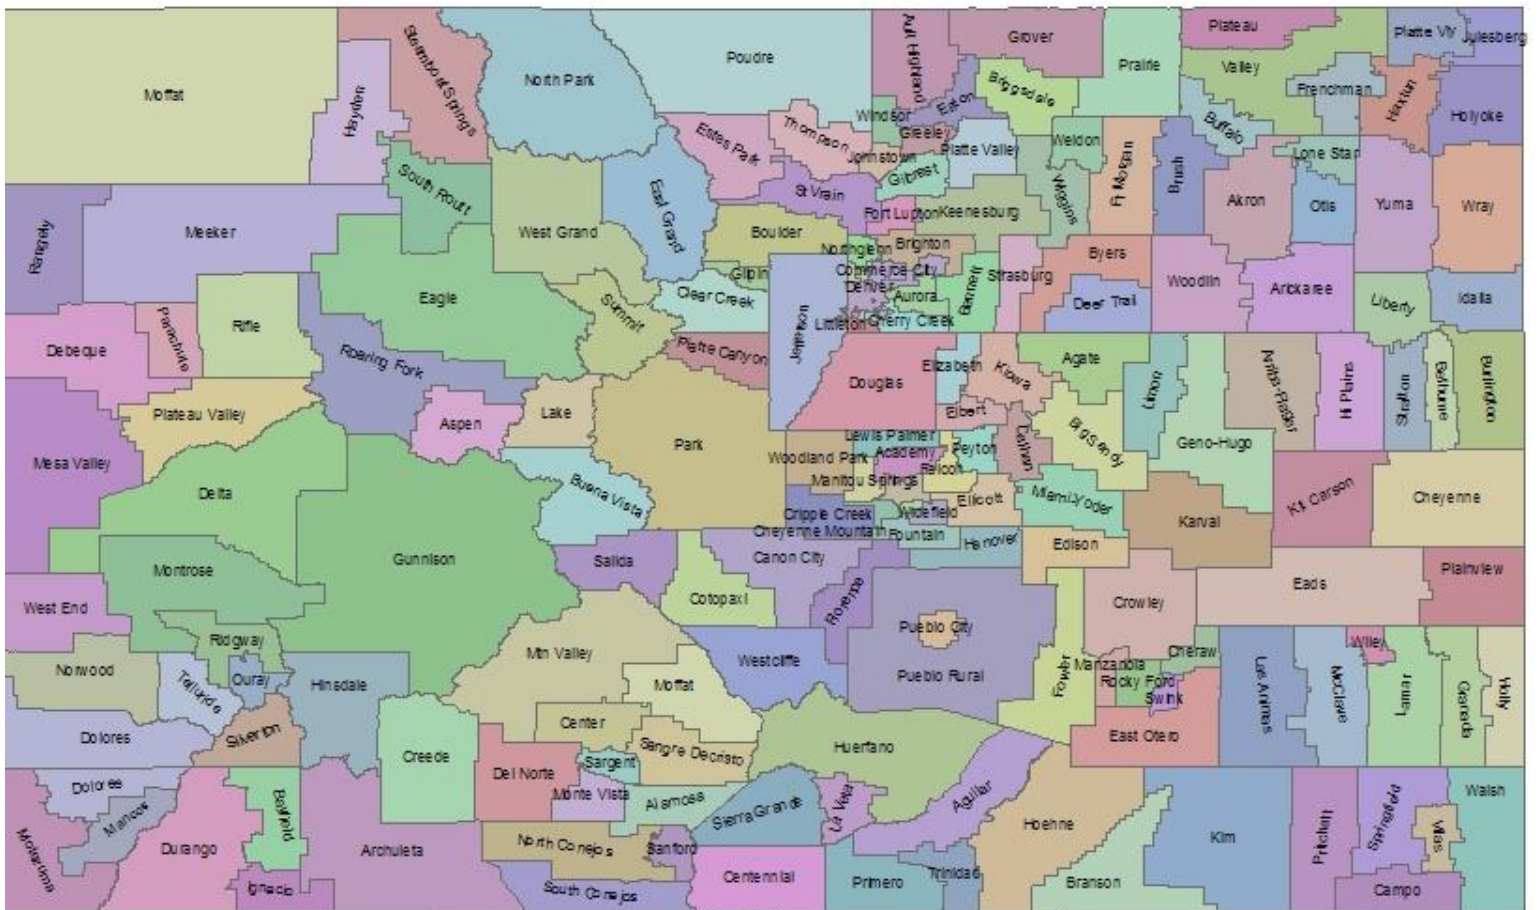 Moffat
Hayden
Steamboat Springs
North Park
Poudre
Ault Highland
Grover
Prairie
Plateau
Valley
Platte Vly
Julesberg
Frenchman
Haxtun
Holyoke
Briggsdale
Eaton
Windsor
Greeley
Buffalo
Estes Park
Thompson
Johnstown
Platte Valley
Weldon
Ft Morgan
Brush
Lone Star
Gilcrest
South Routt
St Vrain
Wiggins
Akron
Otis
Yuma
Wray
Rangely
Meeker
West Grand
East Grand
Boulder
Fort Lupton
Keenesburg
Northglenn
Brighton
Byers
Strasburg
Woodlin
Gilpin
Commerce City
Denver
Bennett
Aurora
Deer Trail
Arickaree
Liberty
Idalia
Eagle
Summit
Clear Creek
Jefferson
Littleton
Cherry Creek
Debeque
Parachute
Rifle
Roaring Fork
Platte Canyon
Douglas
Elizabeth
Kiowa
Agate
Limon
Arriba-Flagler
Hi Plains
Stratton
Bethune
Burlington
Plateau Valley
Aspen
Lake
Park
Elbert
Big Sandy
Geno-Hugo
Lewis Palmer
Academy
Peyton
Calhan
Woodland Park
Falcon
Manitou Springs
Mesa Valley
Delta
Buena Vista
Ellicott
Miami-Yoder
Kit Carson
Cheyenne
Cripple Creek
Widefield
Karval
Cheyenne Mountain
Fountain
Hanover
Edison
Gunnison
Salida
Canon City
Montrose
Cotopaxi
Florence
Crowley
Eads
Plainview
West End
Pueblo City
Ridgway
Norwood
Telluride
Ouray
Hinsdale
Mtn Valley
Moffat
Westcliffe
Pueblo Rural
Fowler
Manzanola
Cheraw
Rocky Ford
Swink
Las Animas
McClave
Wiley
Lamar
Granada
Holly
Dolores
Silverton
Creede
Center
Sangre Decristo
Huerfano
East Otero
Del Norte
Sargent
Monte Vista
Alamosa
Sierra Grande
La Veta
Aguilar
Hoehne
Kim
Pritchett
Springfield
Vilas
Walsh
Dolores
Mancos
Motezuma
Durango
Bayfield
Ignacio
Archuleta
North Conejos
Sanford
South Conejos
Centennial
Primero
Trinidad
Branson
Campo